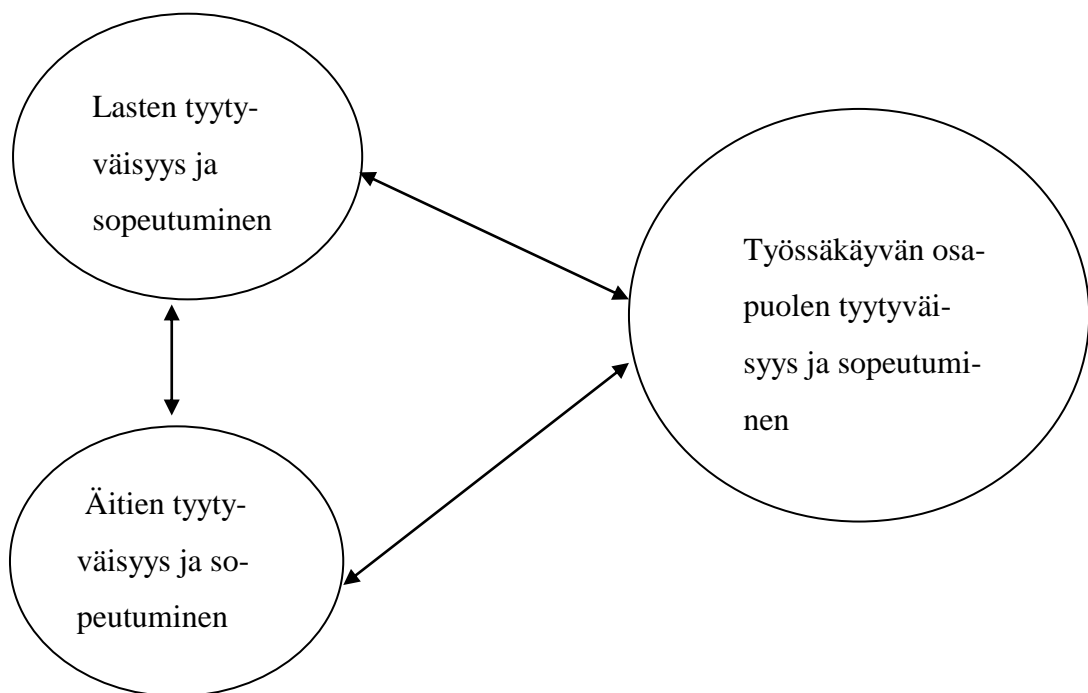 Lasten tyyty-
väisyys ja
sopeutuminen
Työssäkäyvän osa-
puolen tyytyväi-
syys ja sopeutumi-
nen
Äitien tyyty-
väisyys ja so-
peutuminen